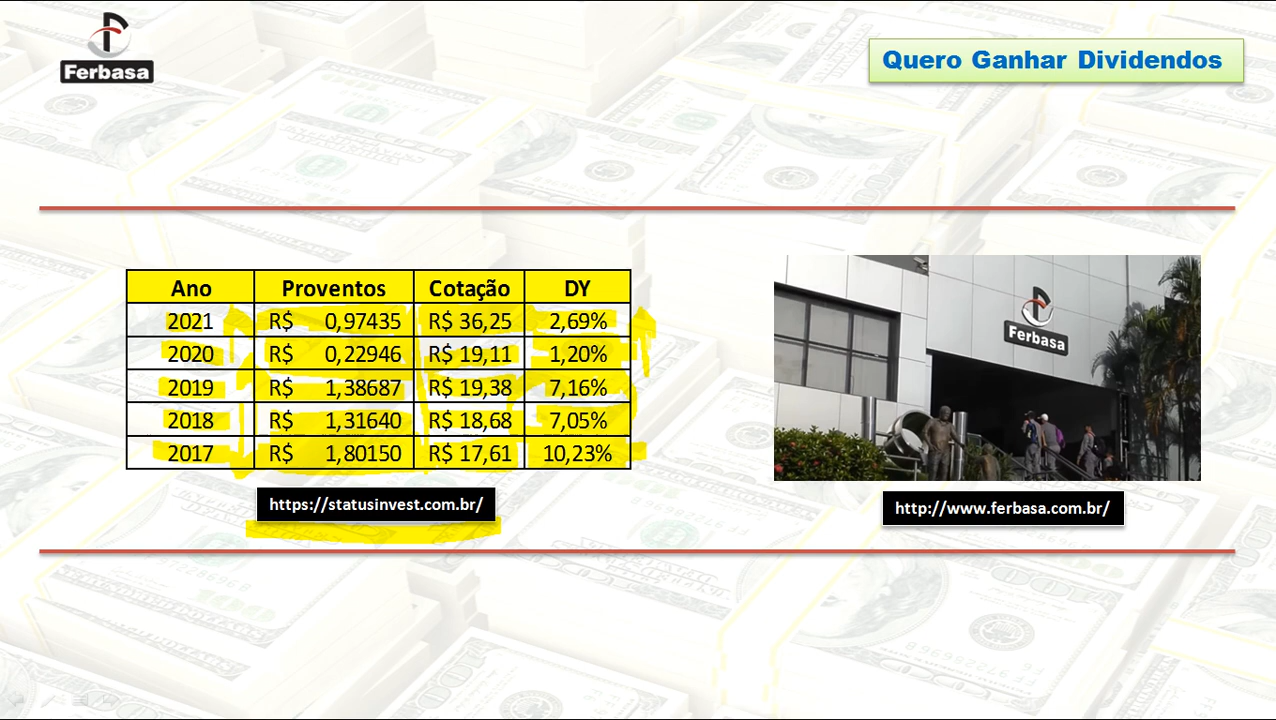 Ferbasa
Quero Ganhar Dividendos
Ano Proventos Cotação DY
2021 R$ 0,97435 R$ 36,25 2,69%
2020 R$ 0,22946 R$ 19,11 1,20%
2019 R$ 1,38687 R$ 19,38 7,16%
2018 R$ 1,31640 R$ 18,68 7,05%
2017 R$ 1,80150 R$ 17,61 10,23%
https://statusinvest.com.br/
Ferbasa
http://www.ferbasa.com.br/